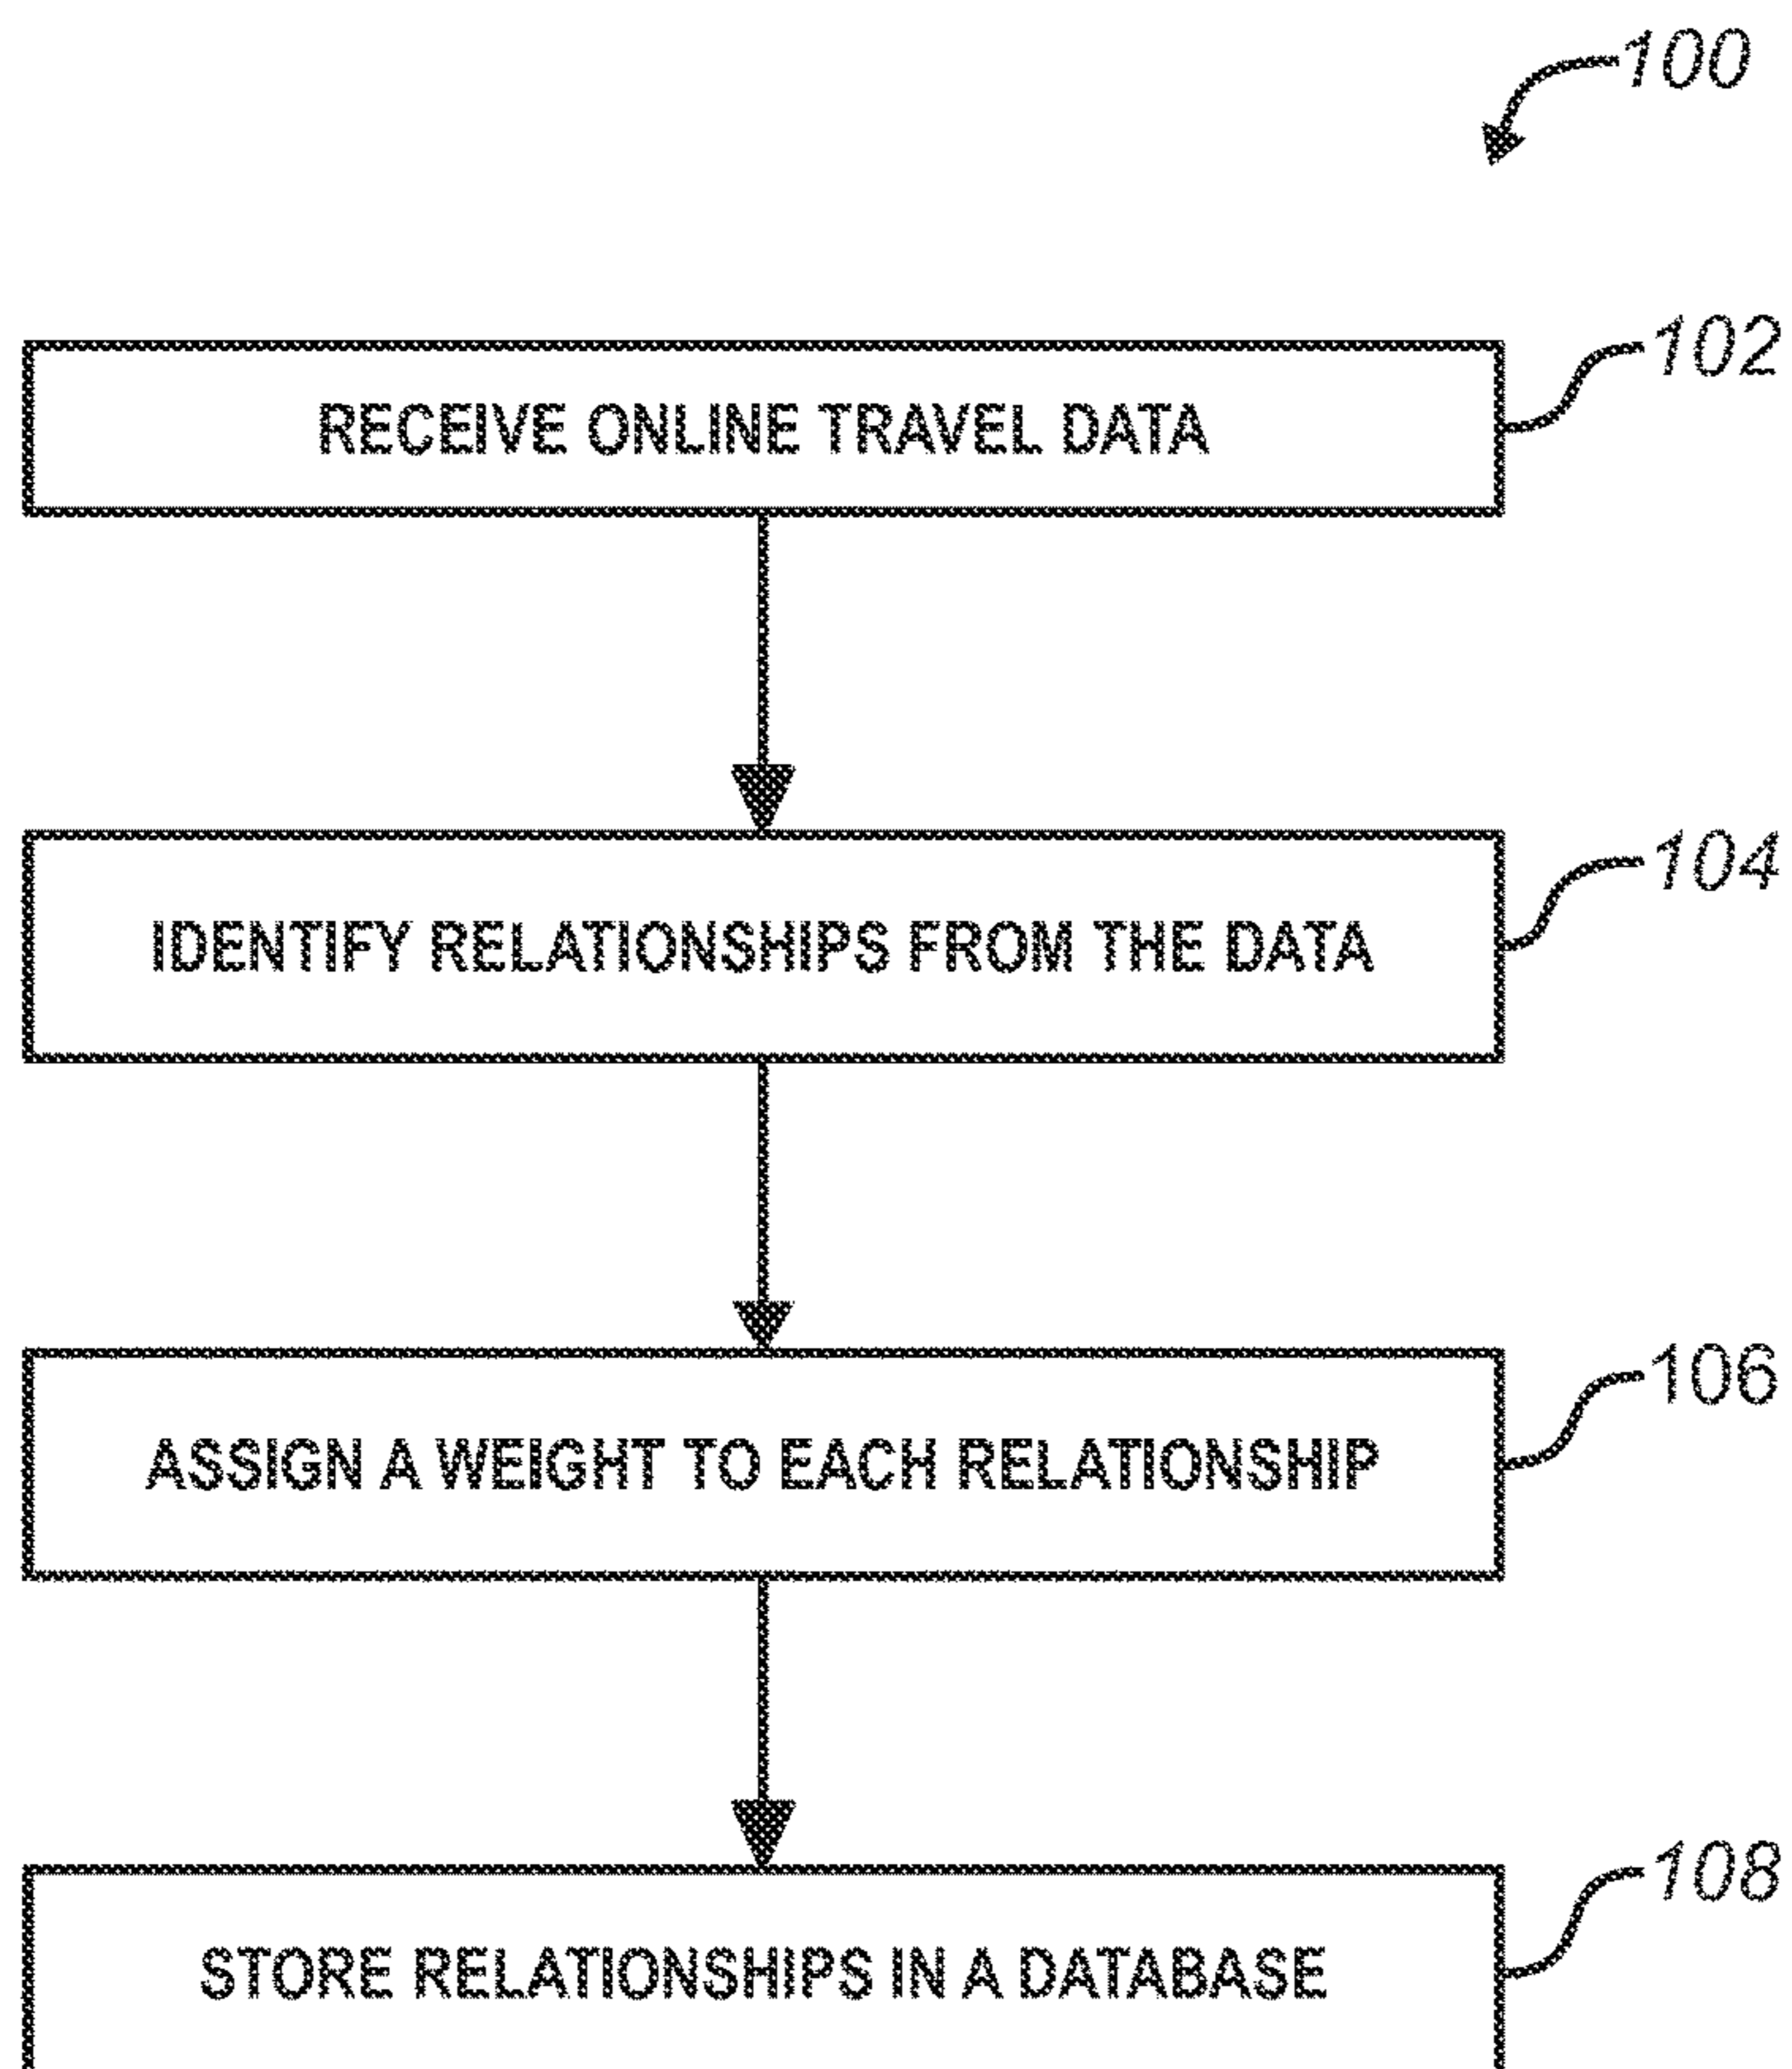 100
102
RECEIVE ONLINE TRAVEL DATA
104
IDENTIFY RELATIONSHIPS FROM THE DATA
106
ASSIGN A WEIGHT TO EACH RELATIONSHIP
108
STORE RELATIONSHIPS IN A DATABASE